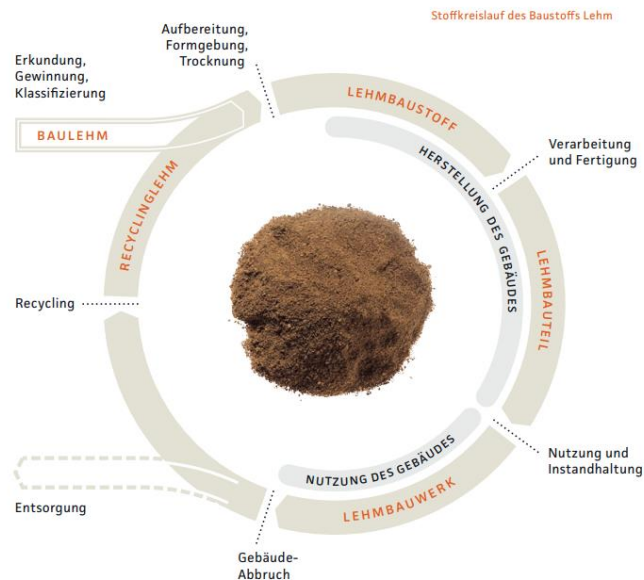 Stoffkreislauf des Baustoffs Lehm
Aufbereitung,
Formgebung,
Trocknung
Erkundung,
Gewinnung,
Klassifizierung
BAULEHM
LEHMBAUSTOFF
HERSTELLUNG DES GEBÄUDES
Verarbeitung
und Fertigung
RECYCLINGLEHM
LEHMBAUTEIL
Recycling
Nutzung und
Instandhaltung
NUTZUNG DES GEBÄUDES
LEHMBAUWERK
Entsorgung
Gebäude-
Abbruch